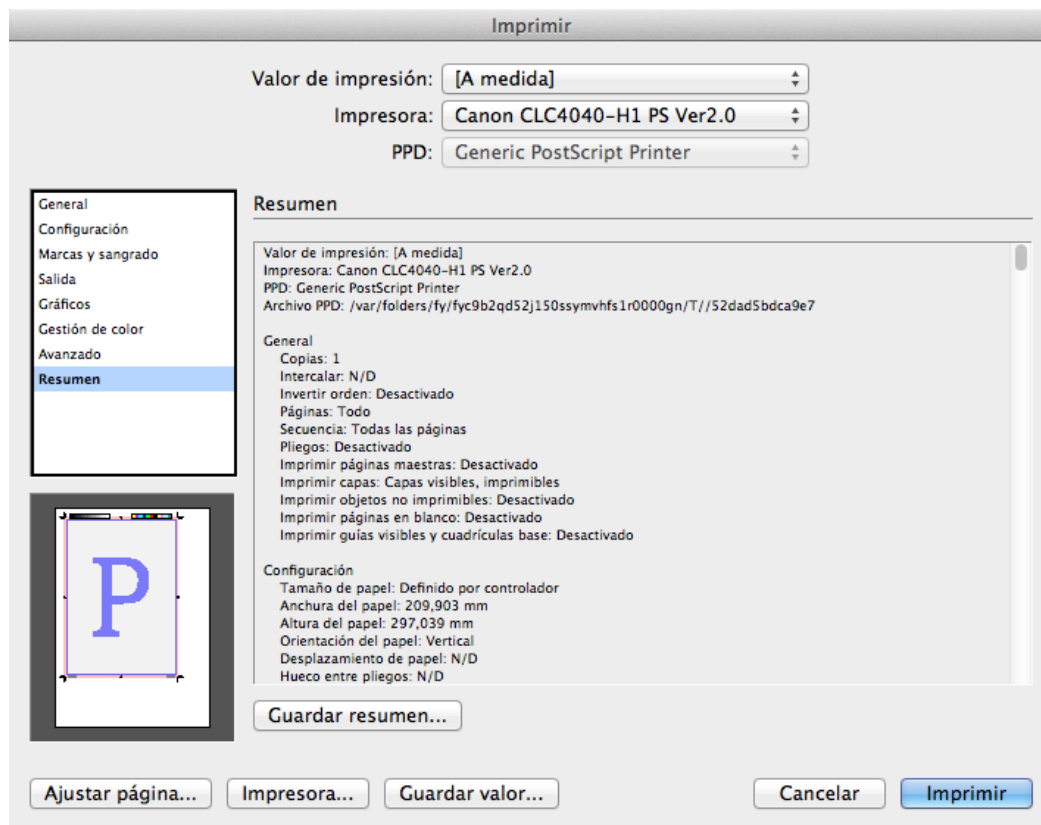 Imprimir
Valor de impresión: [A medida]
Impresora: Canon CLC4040-H1 PS Ver2.0
PPD: Generic PostScript Printer
General
Configuración
Marcas y sangrado
Salida
Gráficos
Gestión de color
Avanzado
Resumen
Resumen
Valor de impresión: [A medida]
Impresora: Canon CLC4040-H1 PS Ver2.0
PPD: Generic PostScript Printer
Archivo PPD: /var/folders/fy/fyc9b2qd52j150ssymvhfs1r0000gn/T//52dad5bdca9e7
General
Copias: 1
Intercalar: N/D
Invertir orden: Desactivado
Páginas: Todo
Secuencia: Todas las páginas
Pliegos: Desactivado
Imprimir páginas maestras: Desactivado
Imprimir capas: Capas visibles, imprimibles
Imprimir objetos no imprimibles: Desactivado
Imprimir páginas en blanco: Desactivado
Imprimir guías visibles y cuadrículas base: Desactivado
Configuración
Tamaño de papel: Definido por controlador
Anchura del papel: 209,903 mm
Altura del papel: 297,039 mm
Orientación del papel: Vertical
Desplazamiento de papel: N/D
Hueco entre pliegos: N/D
P
Guardar resumen...
Ajustar página... Impresora... Guardar valor... Cancelar Imprimir